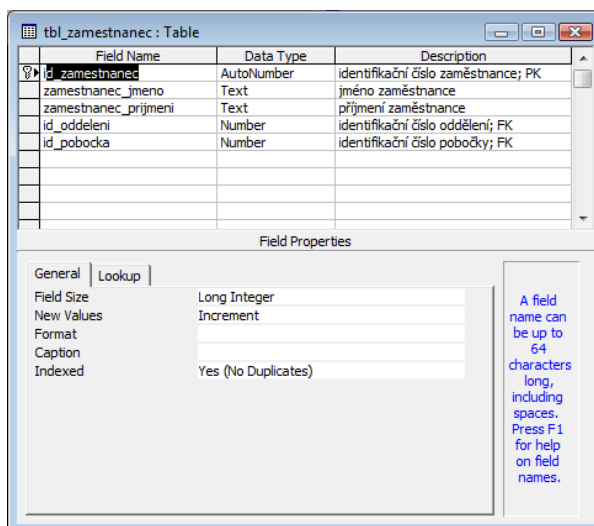 tbl_zamestnanec : Table
Field Name Data Type Description
id_zamestnanec AutoNumber identifikační číslo zaměstnance; PK
zamestnanec_jmeno Text jméno zaměstnance
zamestnanec_prijmeni Text příjmení zaměstnance
id_oddeleni Number identifikační číslo oddělení; FK
id_pobocka Number identifikační číslo pobočky; FK
Field Properties
General Lookup
Field Size Long Integer
New Values Increment
Format
Caption
Indexed Yes (No Duplicates)
A field
name can
be up to
64
characters
long,
including
spaces.
Press F1
for help
on field
names.